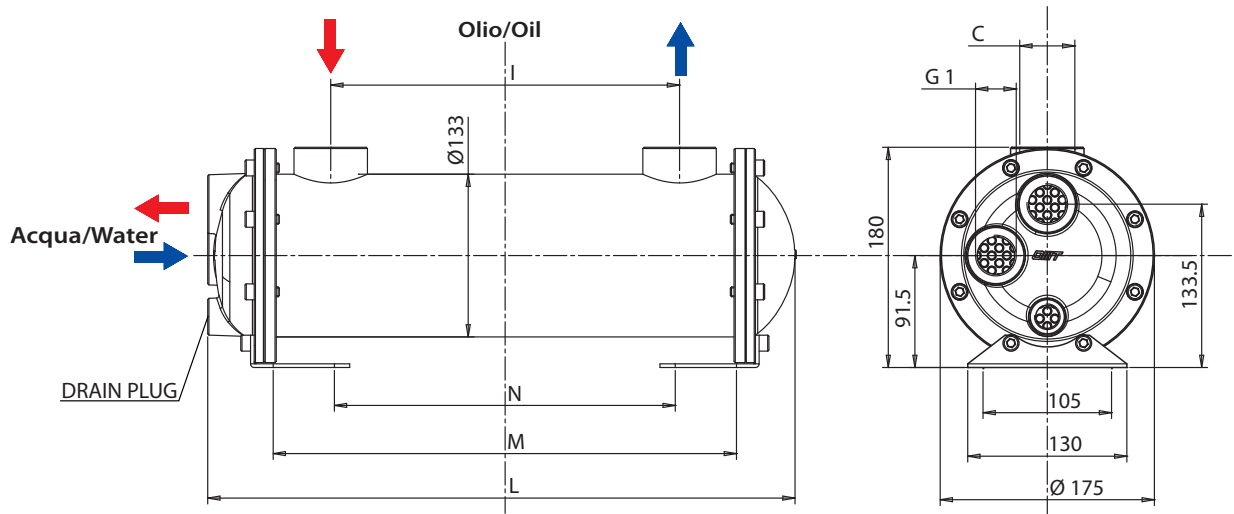 Olio/Oil
C
I
G 1
Ø133
Acqua/Water
180
91.5
133.5
DRAIN PLUG
N
105
M
130
L
Ø 175